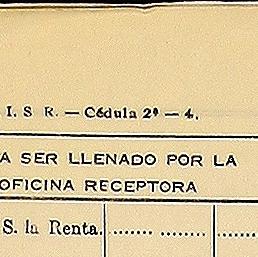 I. S R. — Cédula 2ª — 4.
A SER LLENADO POR LA
OFICINA RECEPTORA
S. la Renta. ....... ....... ......